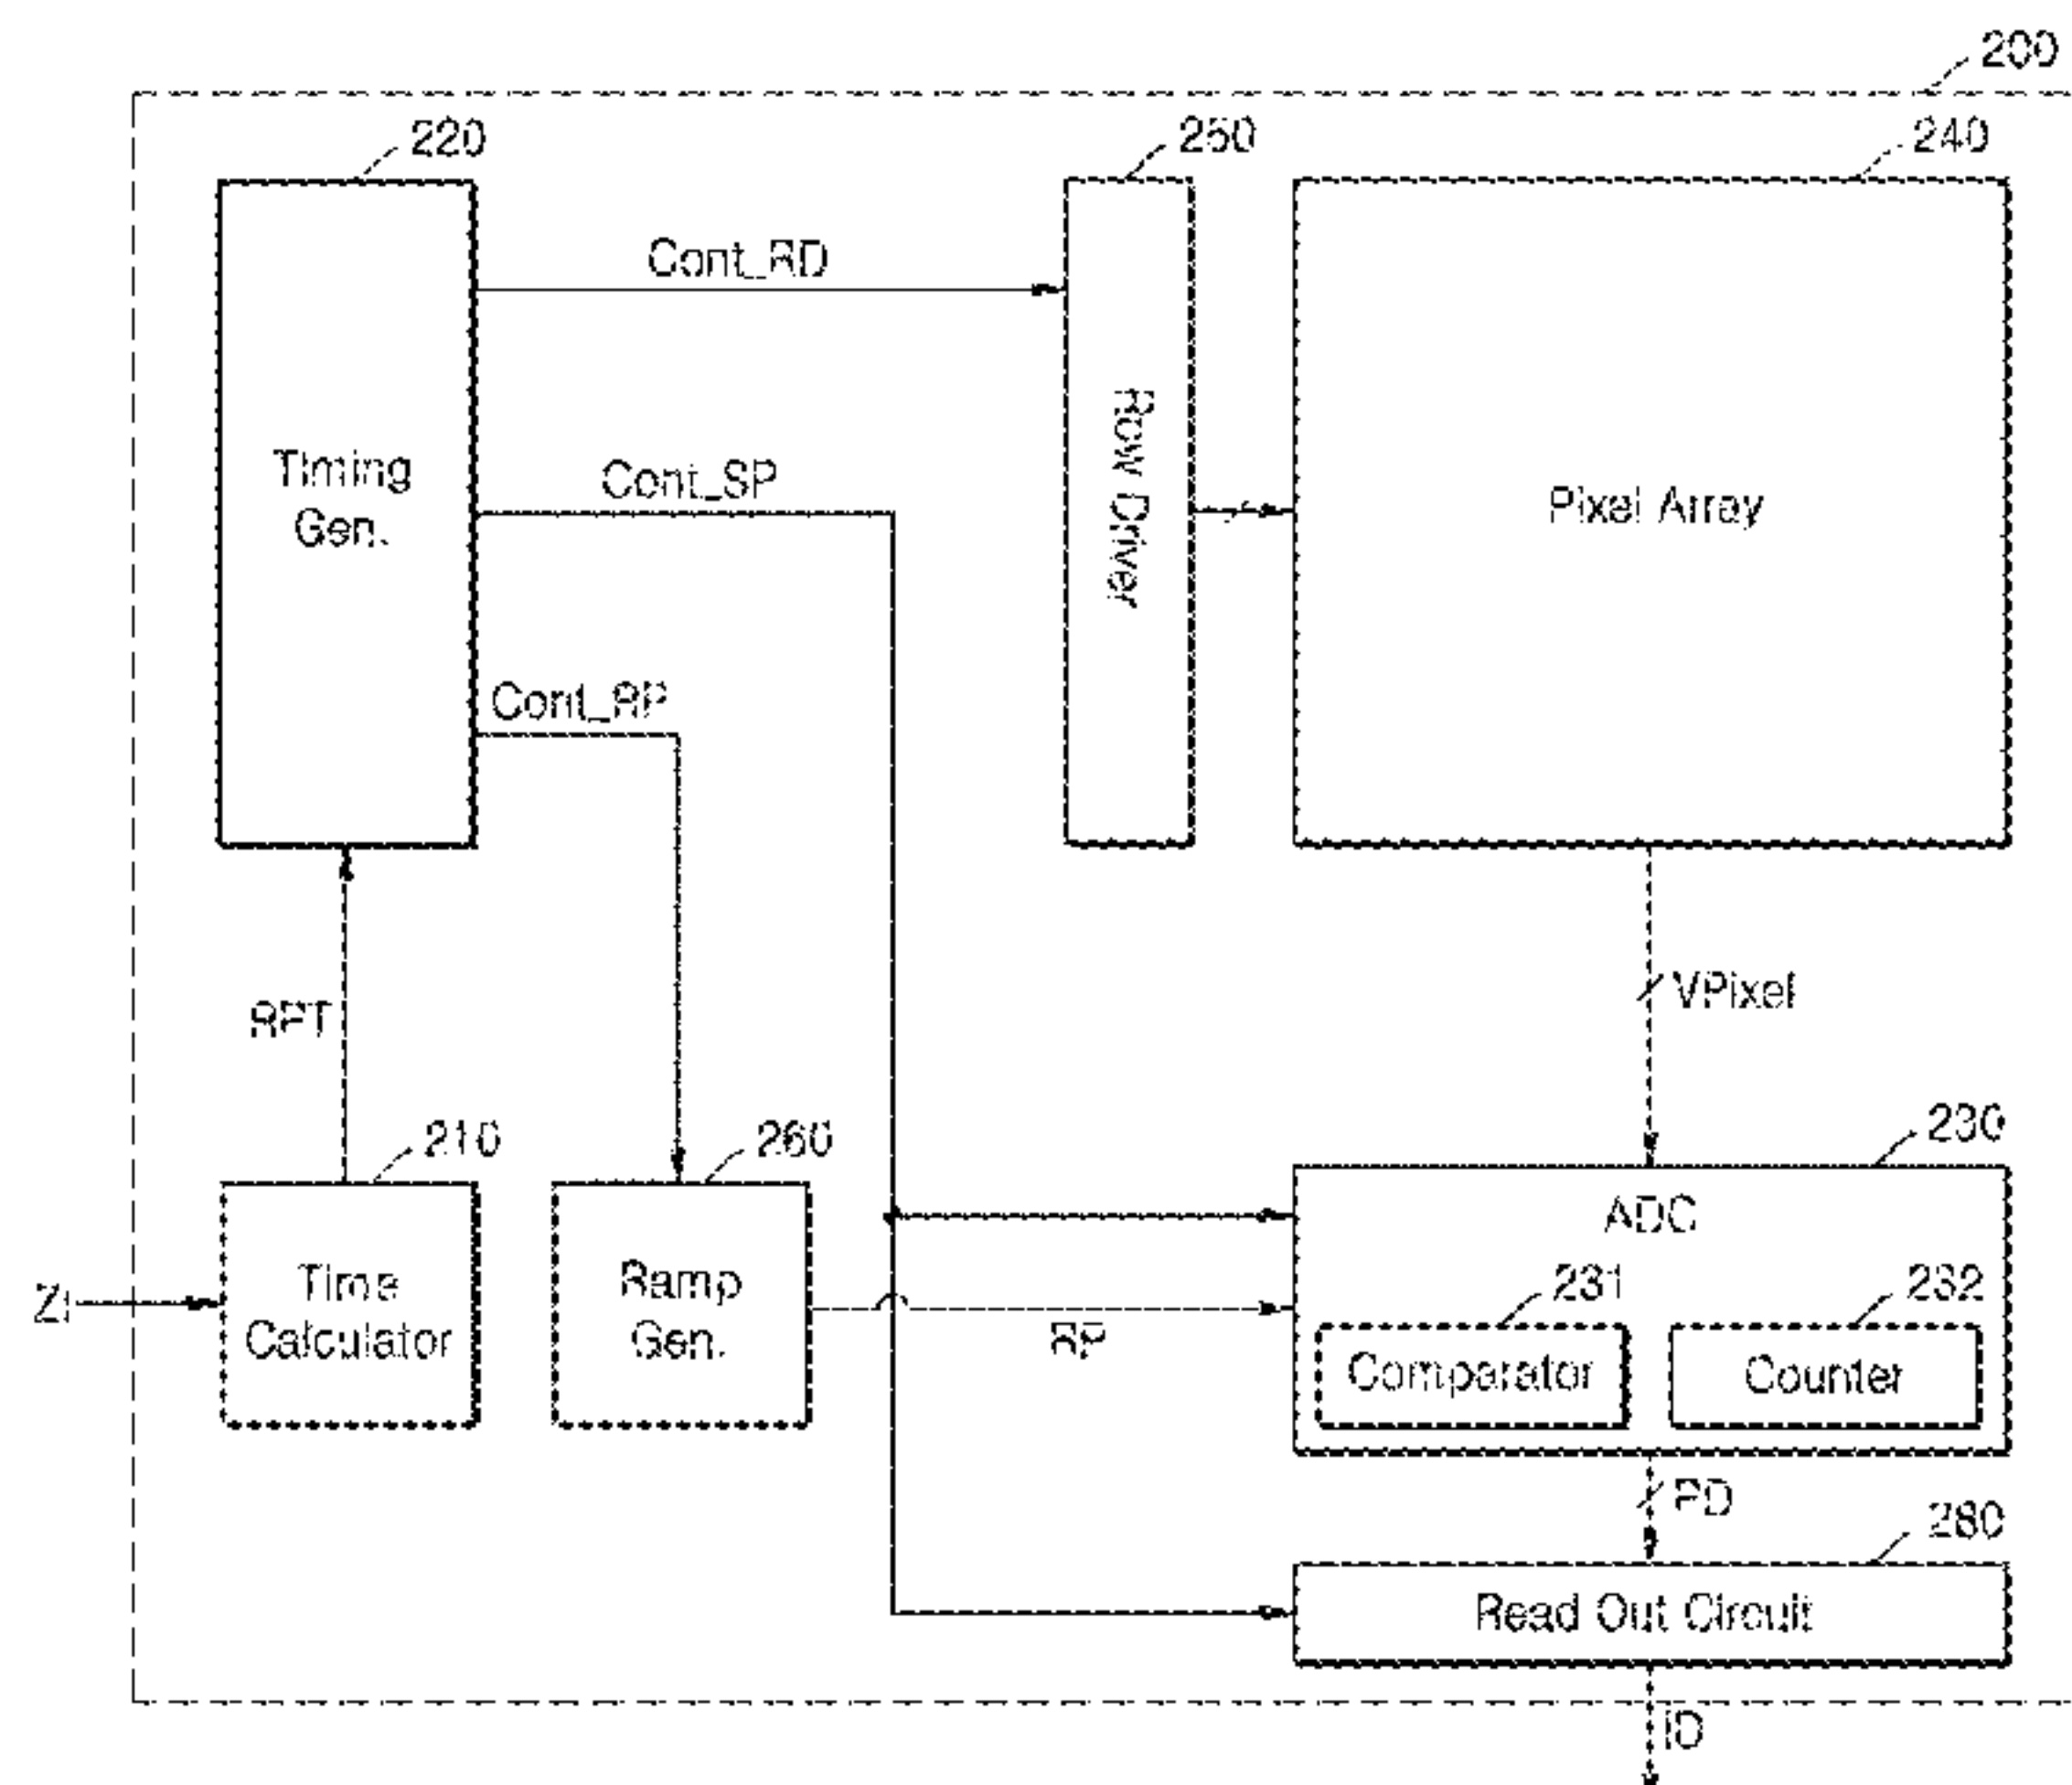 200
220
250
240
Cont_RD
Timing
Gen.
Cont_SP
Row Driver
Pixel Array
Cont_RP
RPT
VPixel
210
260
230
ADC
ZI
Time
Calculator
Ramp
Gen.
RP
231
232
Comparator
Counter
PD
280
Read Out Circuit
ID